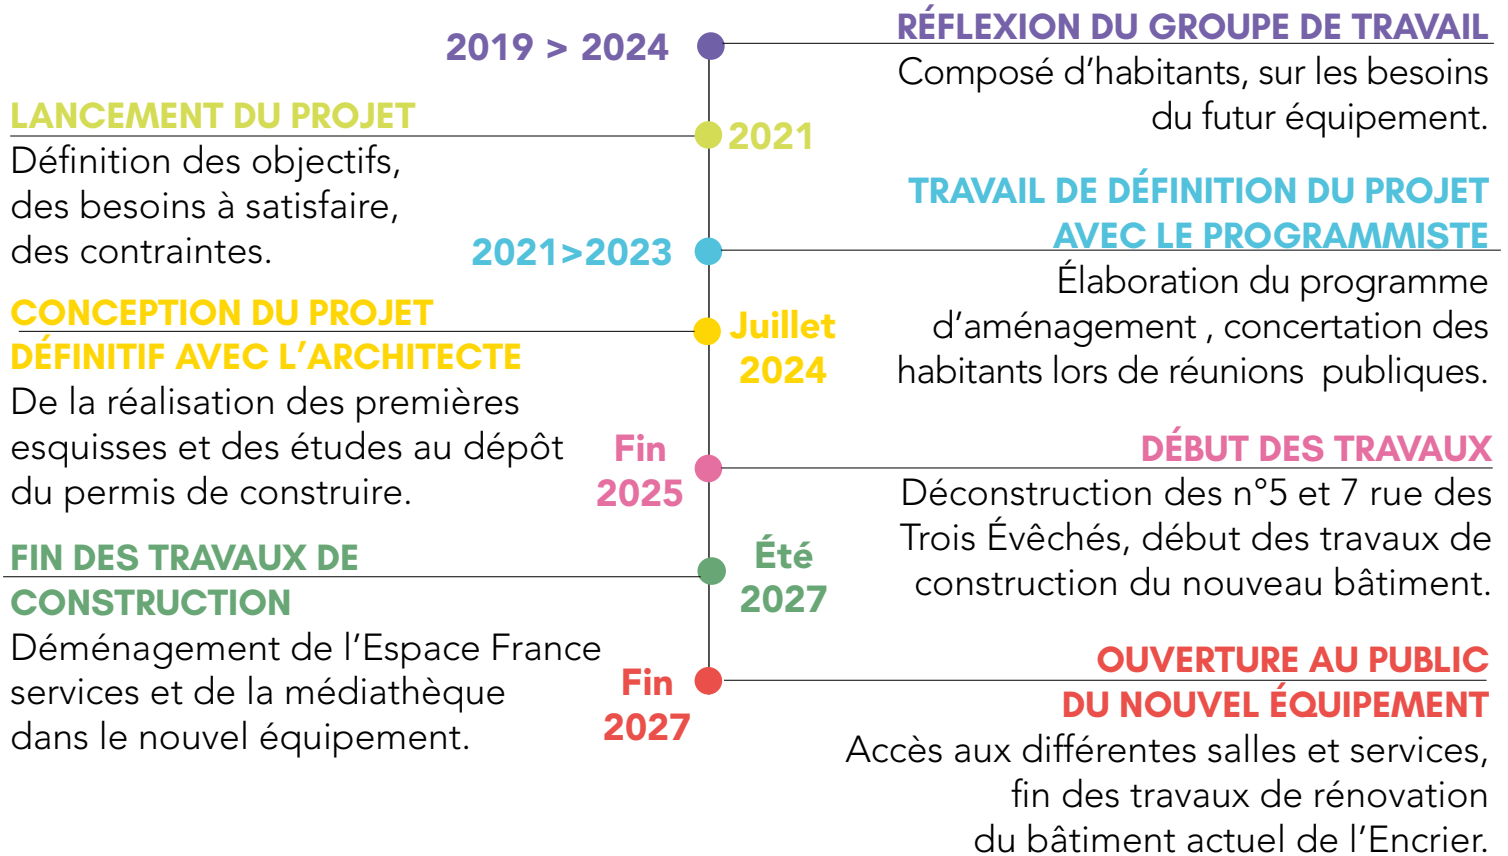 2019 > 2024
RÉFLEXION DU GROUPE DE TRAVAIL
Composé d’habitants, sur les besoins
du futur équipement.
LANCEMENT DU PROJET
2021
Définition des objectifs,
des besoins à satisfaire,
des contraintes.
2021>2023
TRAVAIL DE DÉFINITION DU PROJET
AVEC LE PROGRAMMISTE
Élaboration du programme
d’aménagement , concertation des
habitants lors de réunions publiques.
CONCEPTION DU PROJET
DÉFINITIF AVEC L’ARCHITECTE
Juillet
2024
De la réalisation des premières
esquisses et des études au dépôt
du permis de construire.
Fin
2025
DÉBUT DES TRAVAUX
Déconstruction des n°5 et 7 rue des
Trois Évêchés, début des travaux de
construction du nouveau bâtiment.
FIN DES TRAVAUX DE
CONSTRUCTION
Été
2027
Déménagement de l’Espace France
services et de la médiathèque
dans le nouvel équipement.
Fin
2027
OUVERTURE AU PUBLIC
DU NOUVEL ÉQUIPEMENT
Accès aux différentes salles et services,
fin des travaux de rénovation
du bâtiment actuel de l’Encrier.